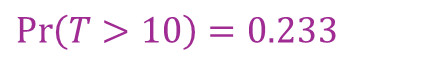 Pr(T > 10) = 0.233